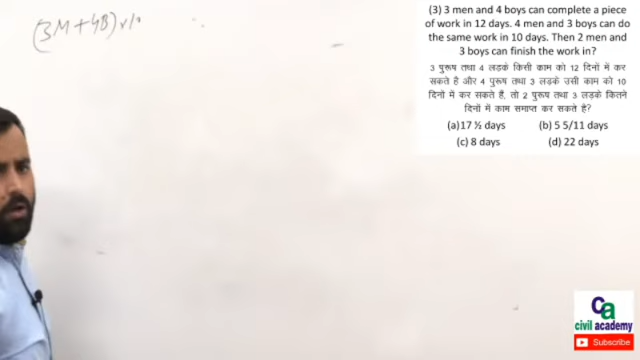 (3M + 4B) x 1
(3) 3 men and 4 boys can complete a piece
of work in 12 days. 4 men and 3 boys can do
the same work in 10 days. Then 2 men and
3 boys can finish the work in?
3 पुरूष तथा 4 लड़के किसी काम को 12 दिनों में कर
सकते है और 4 पुरूष तथा 3 लड़के उसी काम को 10
दिनो में कर सकते हैं, तो 2 पुरूष तथा 3 लड़के कितने
दिनों में काम समाप्त कर सकते है?
(a)17 ½ days (b) 5 5/11 days
(c) 8 days (d) 22 days
ca
civil academy
Subscribe